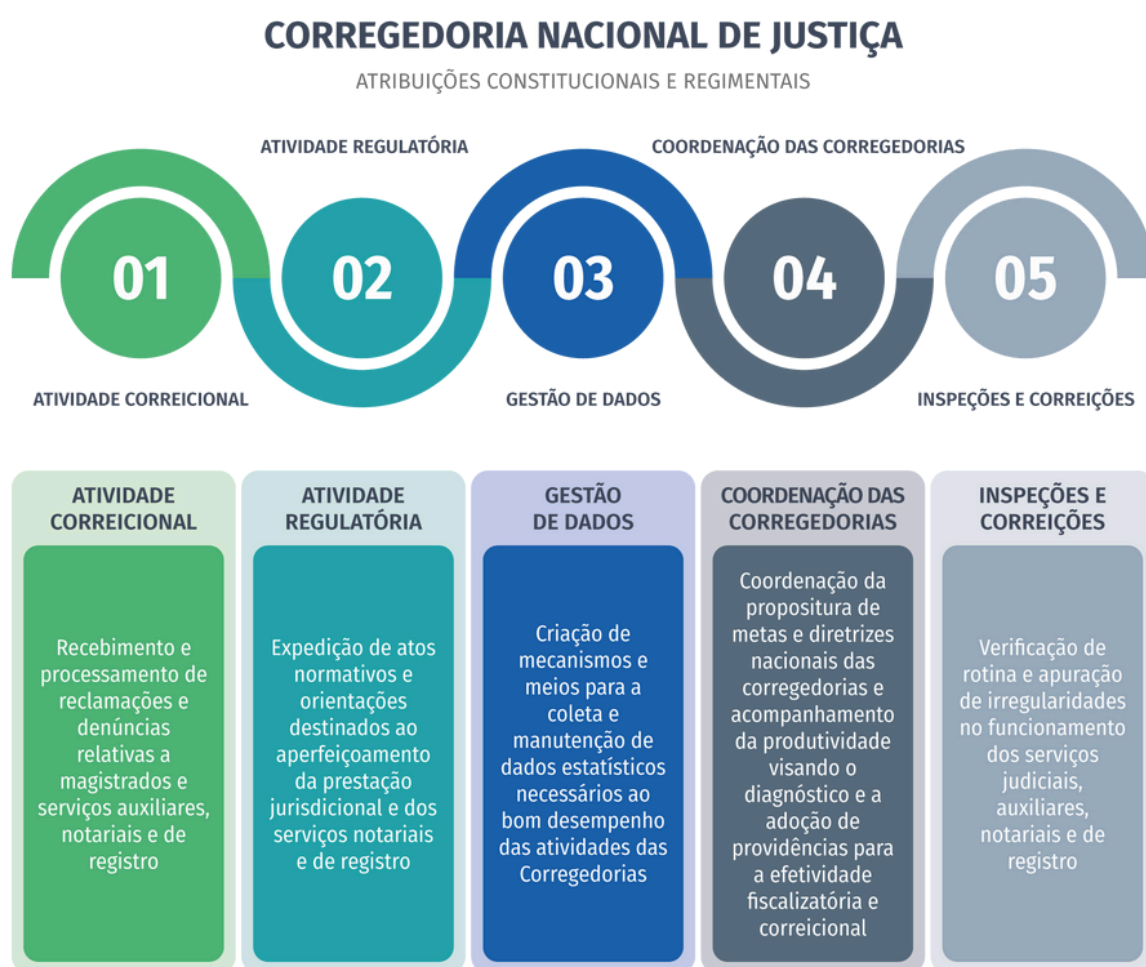 CORREGEDORIA NACIONAL DE JUSTIÇA
ATRIBUIÇÕES CONSTITUCIONAIS E REGIMENTAIS
ATIVIDADE REGULATÓRIA
COORDENAÇÃO DAS CORREGEDORIAS
01
02
03
04
05
ATIVIDADE CORREICIONAL
GESTÃO DE DADOS
INSPEÇÕES E CORREIÇÕES
ATIVIDADE
CORREICIONAL
Recebimento e
processamento de
reclamações e
denúncias
relativas a
magistrados e
serviços auxiliares,
notariais e de
registro
ATIVIDADE
REGULATÓRIA
Expedição de atos
normativos e
orientações
destinados ao
aperfeiçoamento
da prestação
jurisdicional e dos
serviços notariais
e de registro
GESTÃO
DE DADOS
Criação de
mecanismos e
meios para a
coleta e
manutenção de
dados estatísticos
necessários ao
bom desempenho
das atividades das
Corregedorias
COORDENAÇÃO DAS
CORREGEDORIAS
Coordenação da
propositura de
metas e diretrizes
nacionais das
corregedorias e
acompanhamento
da produtividade
visando o
diagnóstico e a
adoção de
providências para
a efetividade
fiscalizatória e
correicional
INSPEÇÕES E
CORREIÇÕES
Verificação de
rotina e apuração
de irregularidades
no funcionamento
dos serviços
judiciais,
auxiliares,
notariais e de
registro